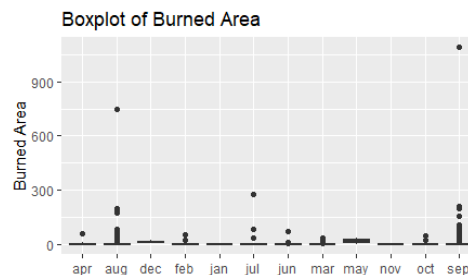 Boxplot of Burned Area
Burned Area
900
600
300
0
apr aug dec feb jan jul jun mar may nov oct sep